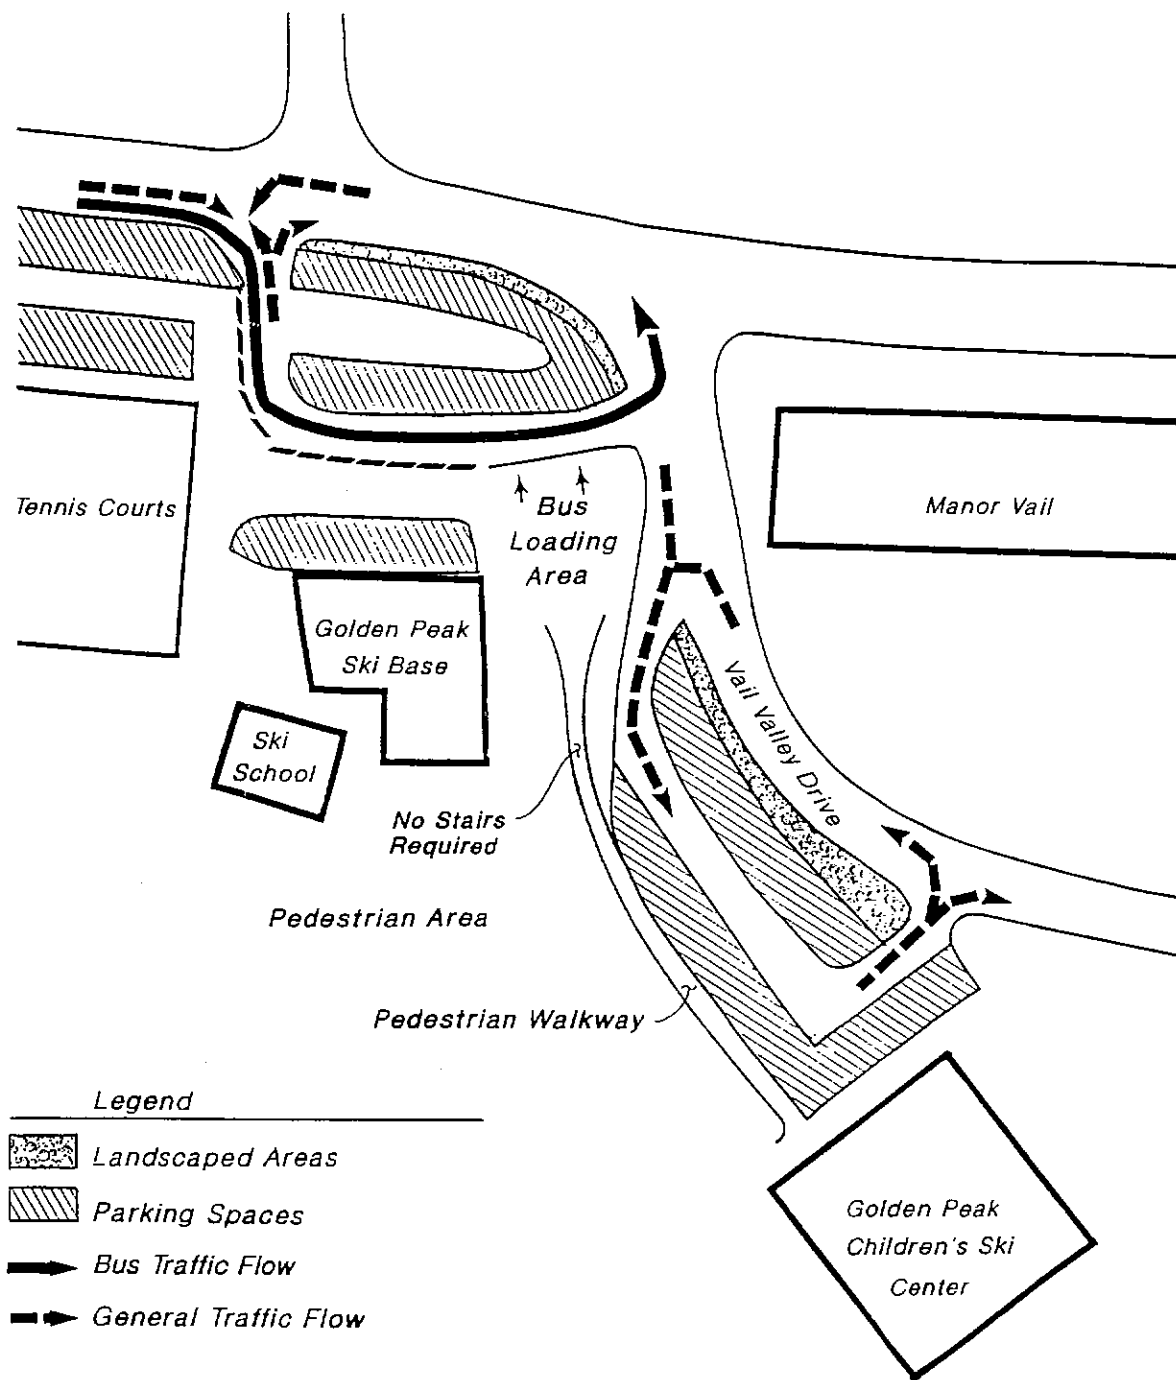 Tennis Courts
Bus
Loading
Area
Manor Vail
Golden Peak
Ski Base
Ski
School
Vail Valley Drive
No Stairs
Required
Pedestrian Area
Pedestrian Walkway
Legend
Landscaped Areas
Parking Spaces
Bus Traffic Flow
General Traffic Flow
Golden Peak
Children's Ski
Center